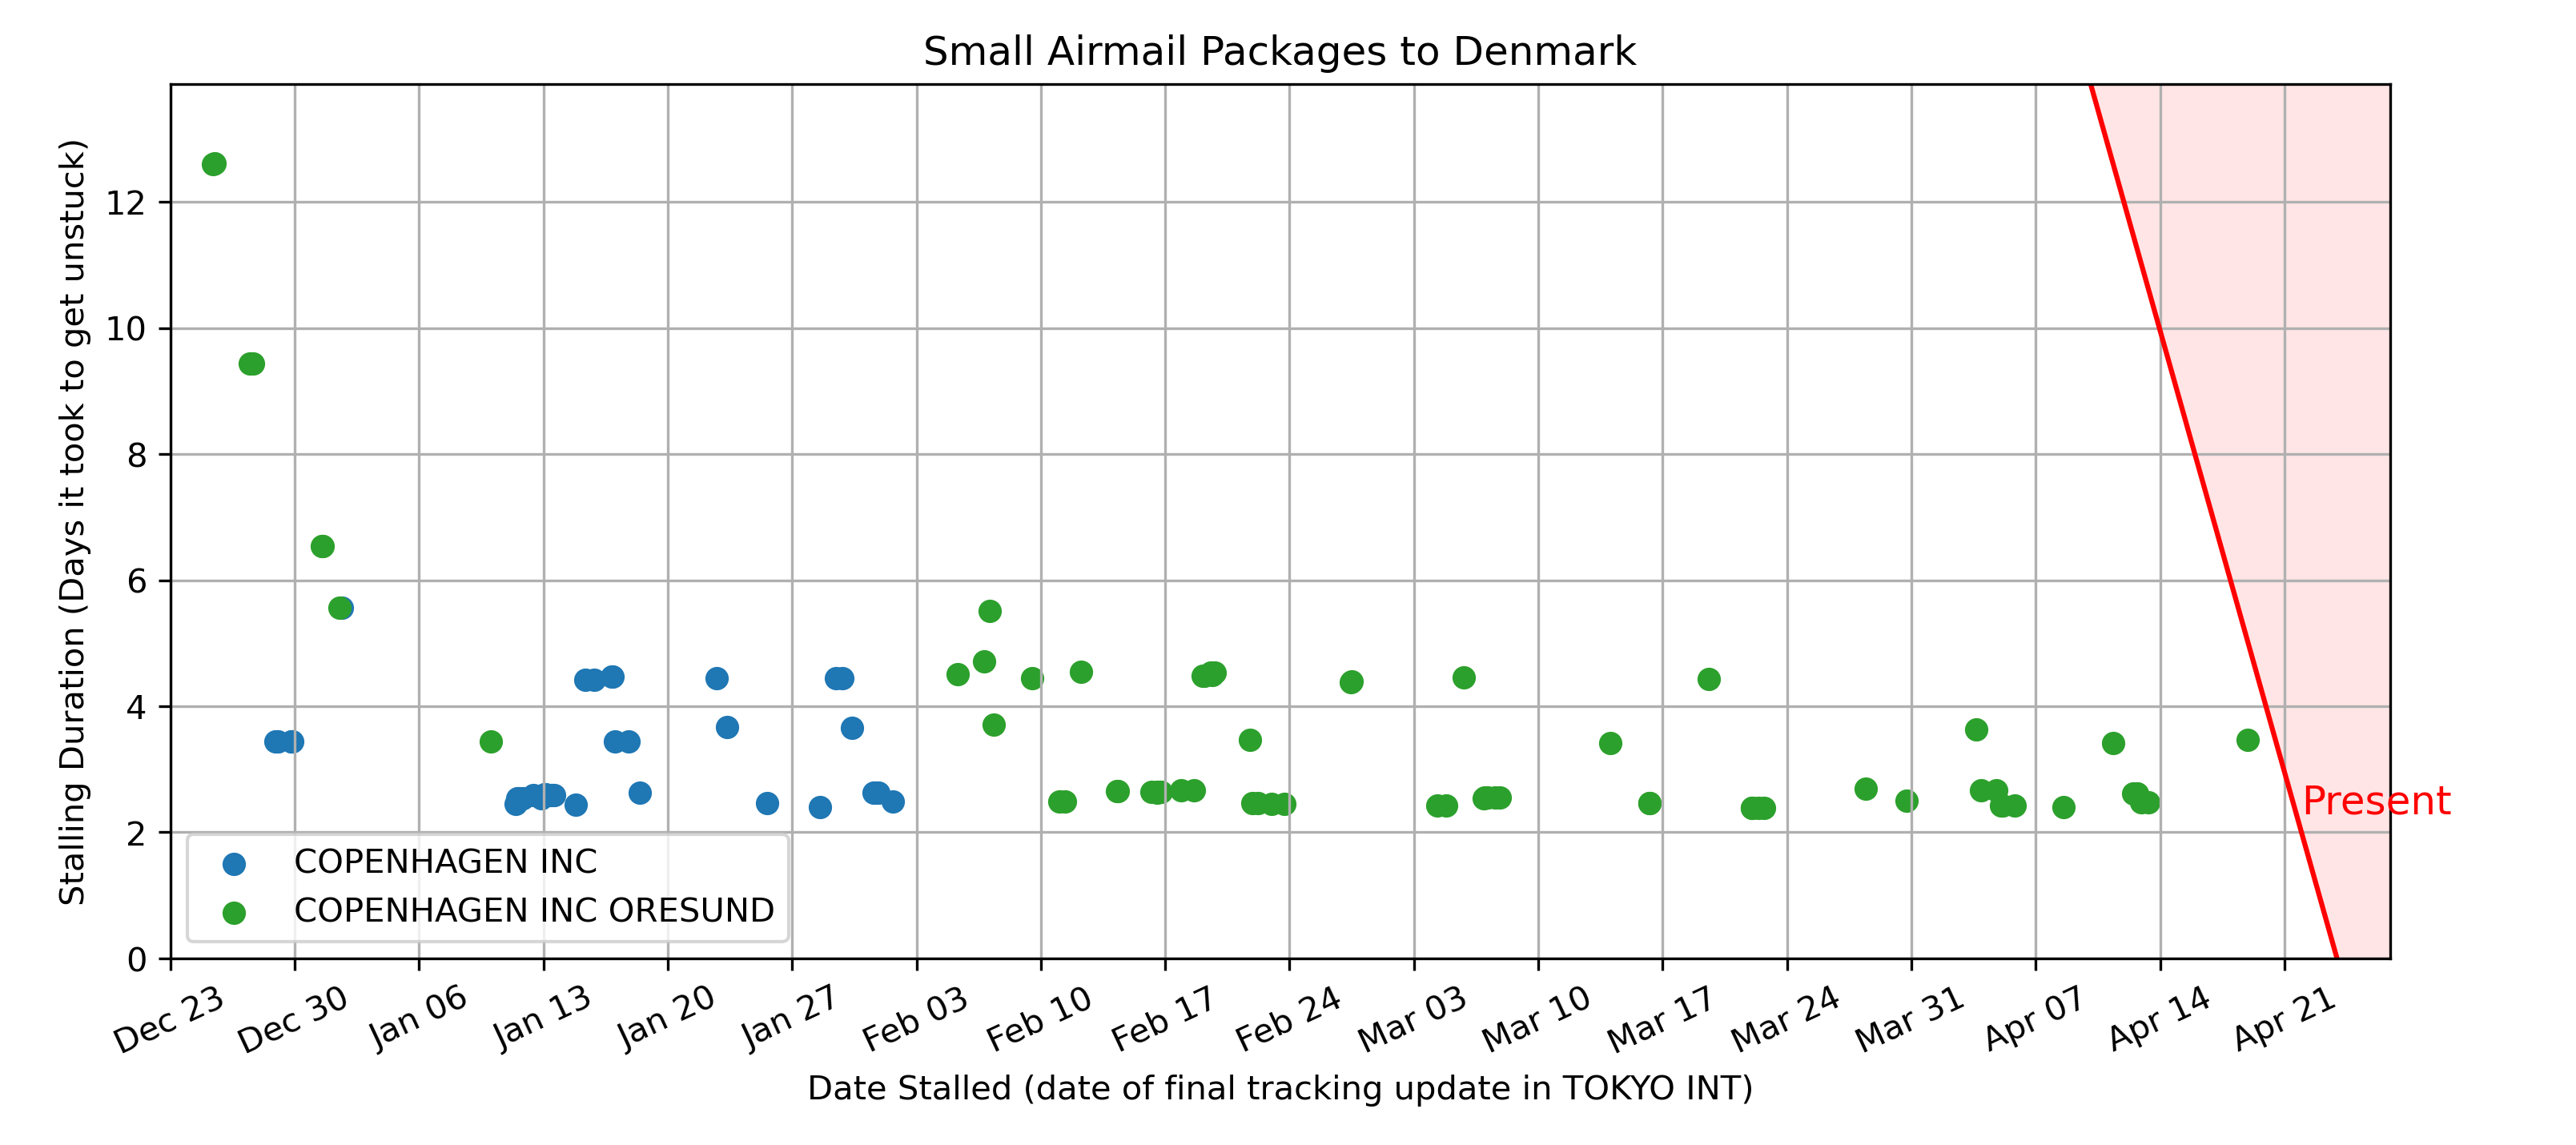 Small Airmail Packages to Denmark
Stalling Duration (Days it took to get unstuck)
12
10
8
6
4
2
0
Present
COPENHAGEN INC
COPENHAGEN INC ORESUND
Dec 23
Dec 30
Jan 06
Jan 13
Jan 20
Jan 27
Feb 03
Feb 10
Feb 17
Feb 24
Mar 03
Mar 10
Mar 17
Mar 24
Mar 31
Apr 07
Apr 14
Apr 21
Date Stalled (date of final tracking update in TOKYO INT)